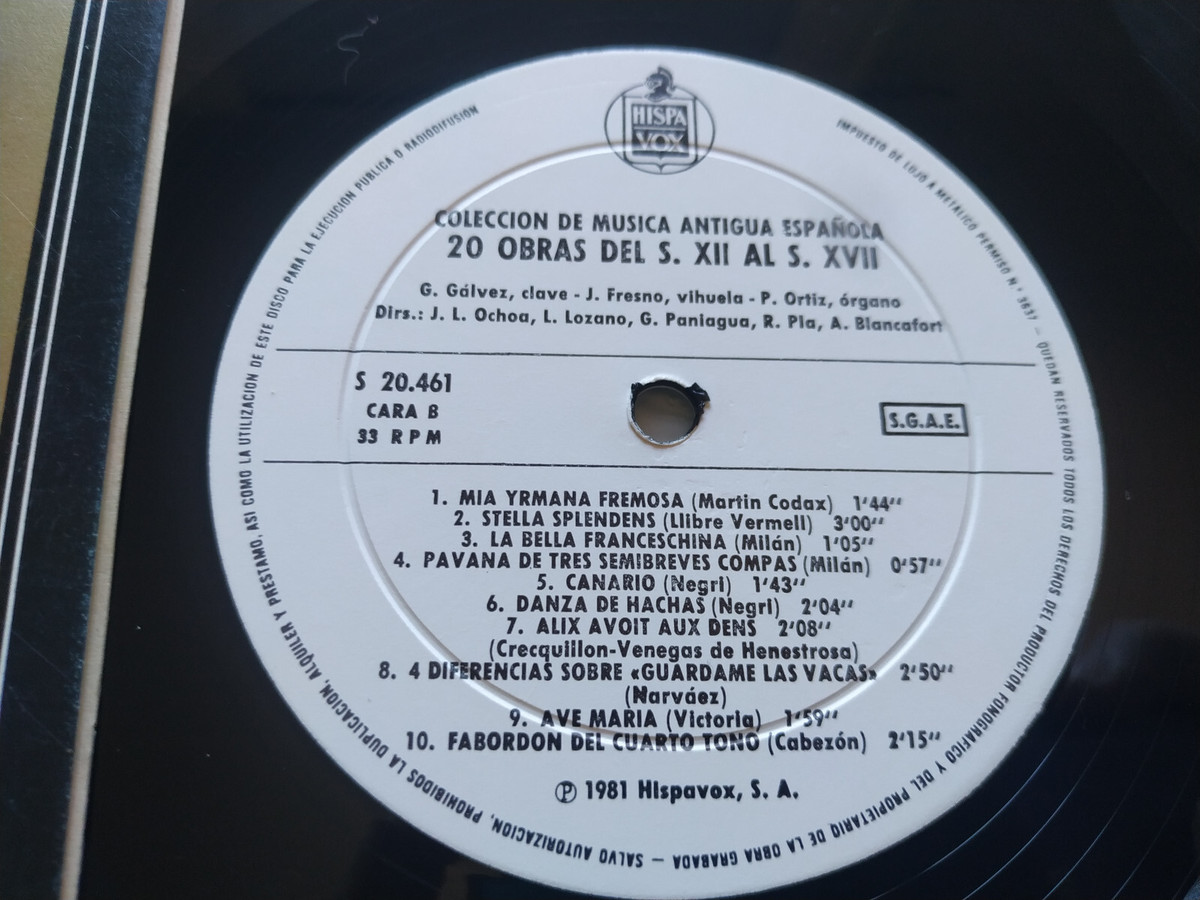 HISPA
VOX
COLECCION DE MUSICA ANTIGUA ESPAÑOLA
20 OBRAS DEL S. XII AL S. XVII
G. Gálvez, clave - J. Fresno, vihuela - P. Ortiz, órgano
Dirs.: J. L. Ochoa, L. Lozano, G. Paniagua, R. Pla, A. Blancafort
S 20.461
CARA B
33 RPM
S.G.A.E.
1. MIA YRMANA FREMOSA (Martin Codax) 1'44''
2. STELLA SPLENDENS (Llibre Vermell) 3'00''
3. LA BELLA FRANCESCHINA (Milán) 1'05''
4. PAVANA DE TRES SEMIBREVES COMPAS (Milán) 0'57''
5. CANARIO (Negri) 1'43''
6. DANZA DE HACHAS (Negri) 2'04''
7. ALIX AVOIT AUX DENS 2'08''
(Crecquillon-Venegas de Henestrosa)
8. 4 DIFERENCIAS SOBRE «GUARDAME LAS VACAS» 2'50''
(Narváez)
9. AVE MARIA (Victoria) 1'59''
10. FABORDON DEL CUARTO TONO (Cabezón) 2'15''
Ⓟ 1981 Hispavox, S. A.
IMPUESTO DE LUJO A METALICO PERMISO N.º 3637 – QUEDAN RESERVADOS TODOS LOS DERECHOS DEL PRODUCTOR FONOGRAFICO Y DEL PROPIETARIO DE LA OBRA GRABADA – SALVO AUTORIZACION, PROHIBIDOS LA DUPLICACION, ALQUILER Y PRESTAMO, ASI COMO LA UTILIZACION DE ESTE DISCO PARA LA EJECUCION PUBLICA O RADIODIFUSION